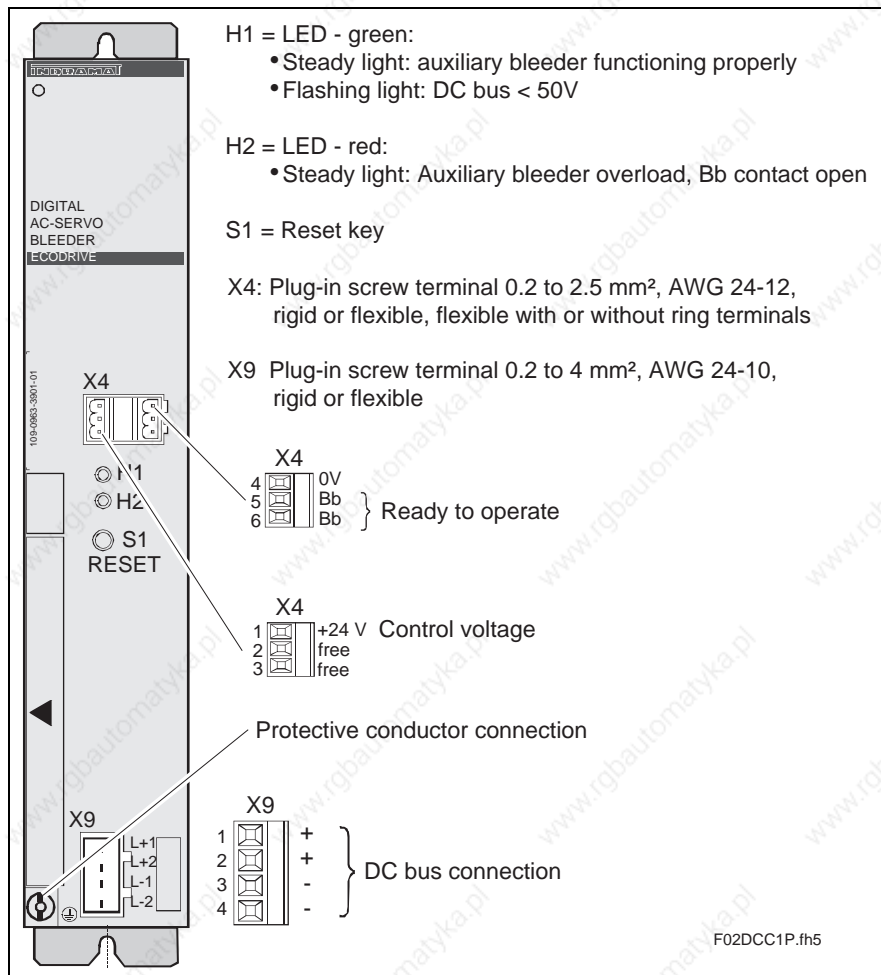 INDRAMAT
DIGITAL
AC-SERVO
BLEEDER
ECODRIVE
109-0963-3901-01
X4
H1
H2
S1
RESET
X9
L+1
L+2
L-1
L-2
H1 = LED - green:
•Steady light: auxiliary bleeder functioning properly
•Flashing light: DC bus < 50V
H2 = LED - red:
•Steady light: Auxiliary bleeder overload, Bb contact open
S1 = Reset key
X4: Plug-in screw terminal 0.2 to 2.5 mm², AWG 24-12,
rigid or flexible, flexible with or without ring terminals
X9 Plug-in screw terminal 0.2 to 4 mm², AWG 24-10,
rigid or flexible
X4
4 0V
5 Bb
6 Bb
Ready to operate
X4
1 +24 V Control voltage
2 free
3 free
Protective conductor connection
X9
1 +
2 +
3 -
4 -
DC bus connection
F02DCC1P.fh5
www.rgbautomatyka.pl